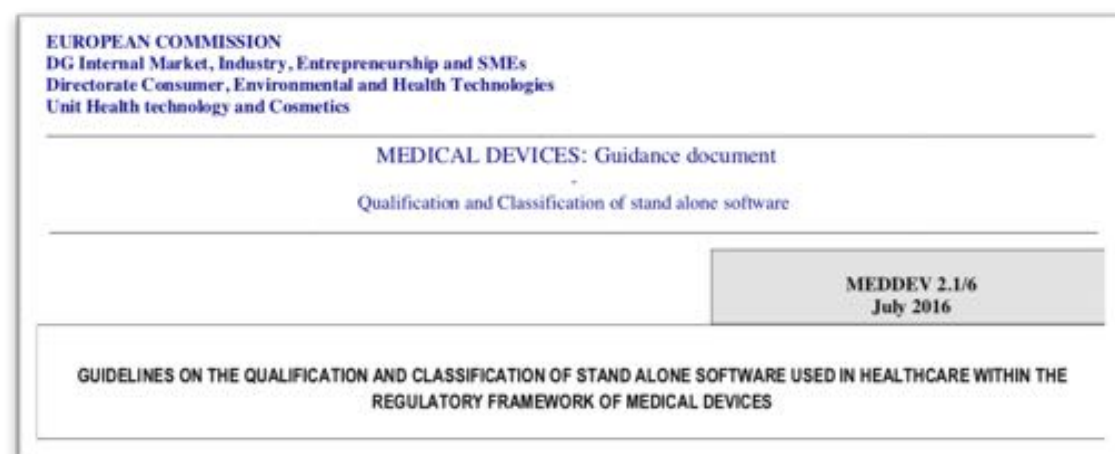 EUROPEAN COMMISSION
DG Internal Market, Industry, Entrepreneurship and SMEs
Directorate Consumer, Environmental and Health Technologies
Unit Health technology and Cosmetics
MEDICAL DEVICES: Guidance document
-
Qualification and Classification of stand alone software
MEDDEV 2.1/6
July 2016
GUIDELINES ON THE QUALIFICATION AND CLASSIFICATION OF STAND ALONE SOFTWARE USED IN HEALTHCARE WITHIN THE
REGULATORY FRAMEWORK OF MEDICAL DEVICES